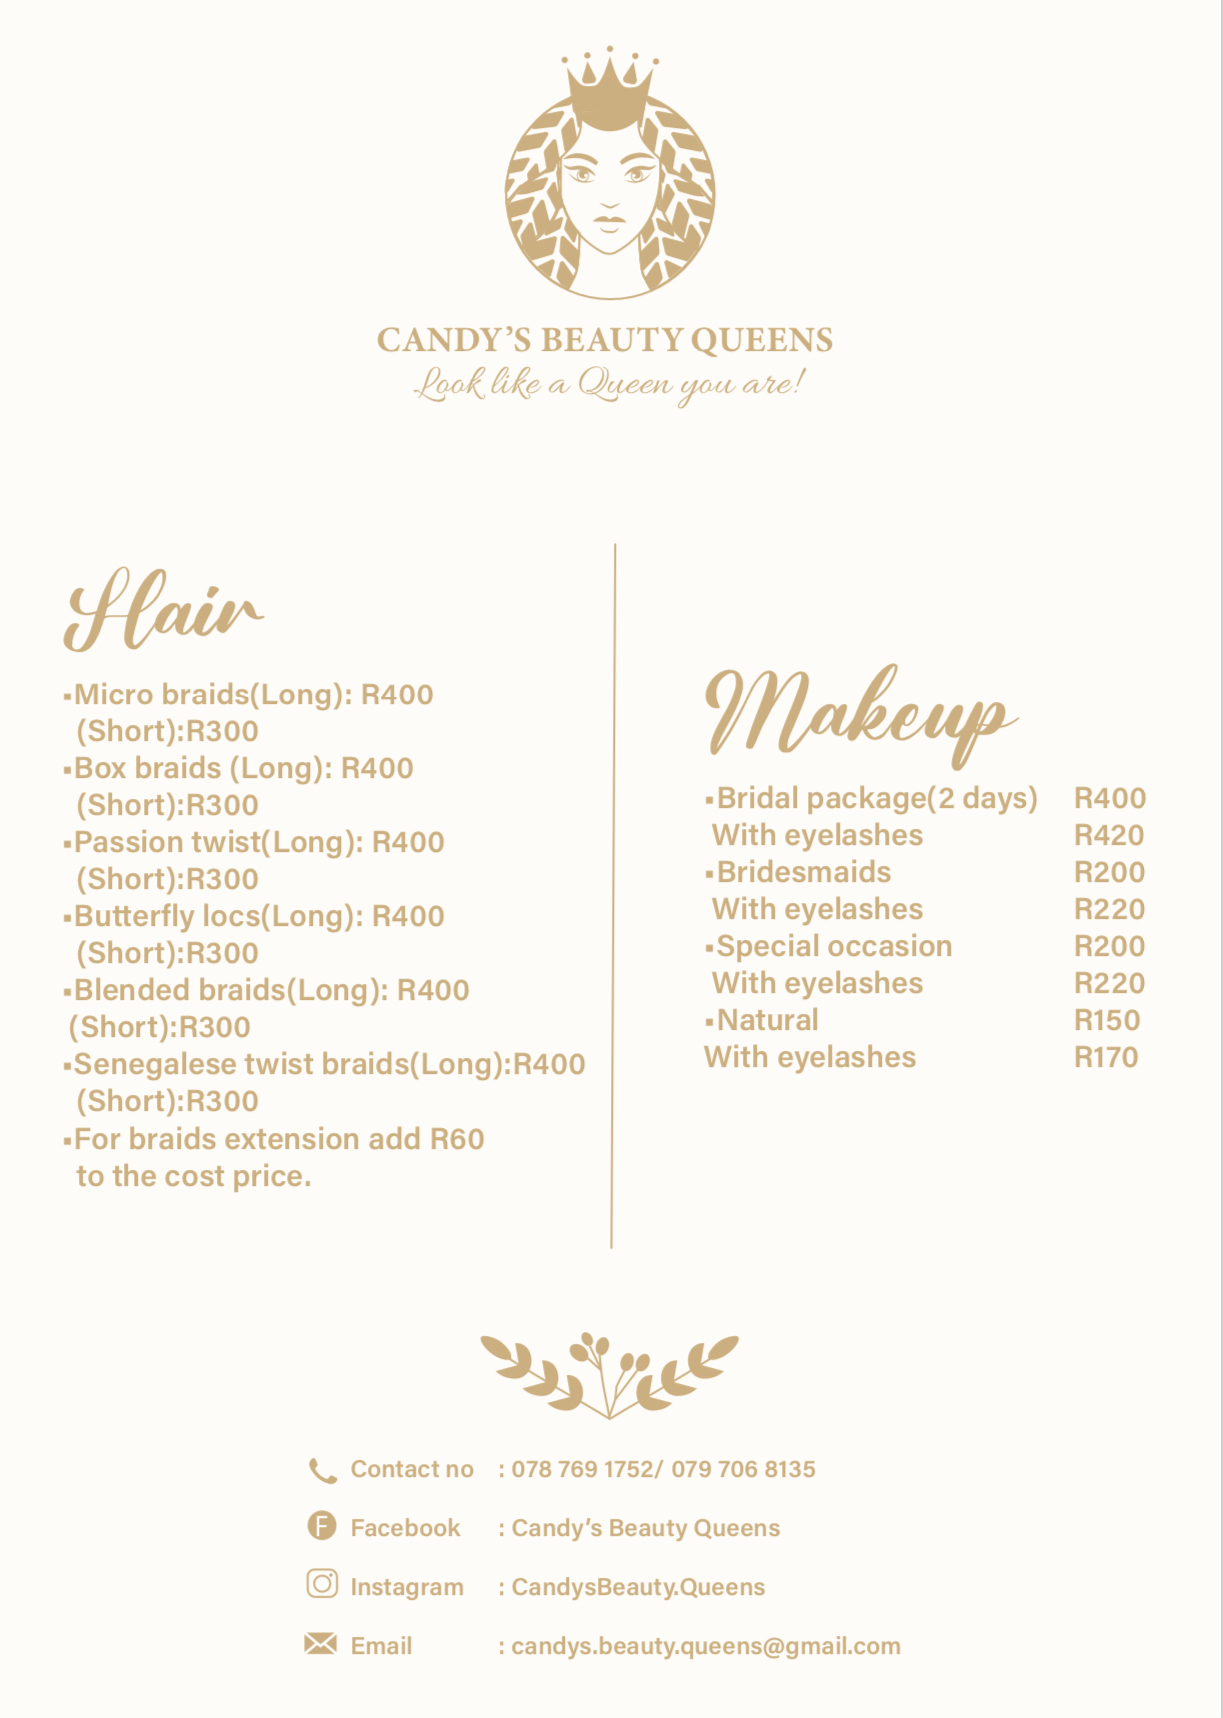 CANDY’S BEAUTY QUEENS
Look like a Queen you are!
Hair
▪Micro braids(Long): R400
(Short):R300
▪Box braids (Long): R400
(Short):R300
▪Passion twist(Long): R400
(Short):R300
▪Butterfly locs(Long): R400
(Short):R300
▪Blended braids(Long): R400
(Short):R300
▪Senegalese twist braids(Long):R400
(Short):R300
▪For braids extension add R60
to the cost price.
Makeup
▪Bridal package(2 days) R400
With eyelashes R420
▪Bridesmaids R200
With eyelashes R220
▪Special occasion R200
With eyelashes R220
▪Natural R150
With eyelashes R170
Contact no : 078 769 1752/ 079 706 8135
F Facebook : Candy’s Beauty Queens
Instagram : CandysBeauty.Queens
Email : candys.beauty.queens@gmail.com